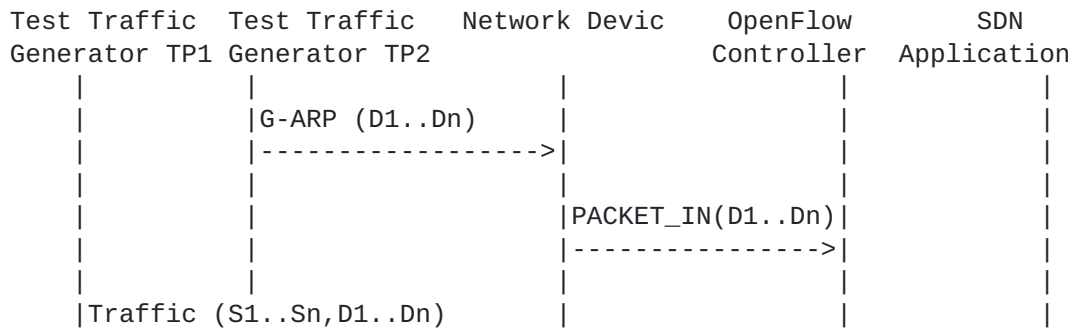 Test Traffic  Test Traffic  Network Devic  OpenFlow  SDN
Generator TP1 Generator TP2  Controller  Application
|G-ARP (D1..Dn)
|------------------>|
|PACKET_IN(D1..Dn)|
|---------------->|
|Traffic (S1..Sn,D1..Dn)